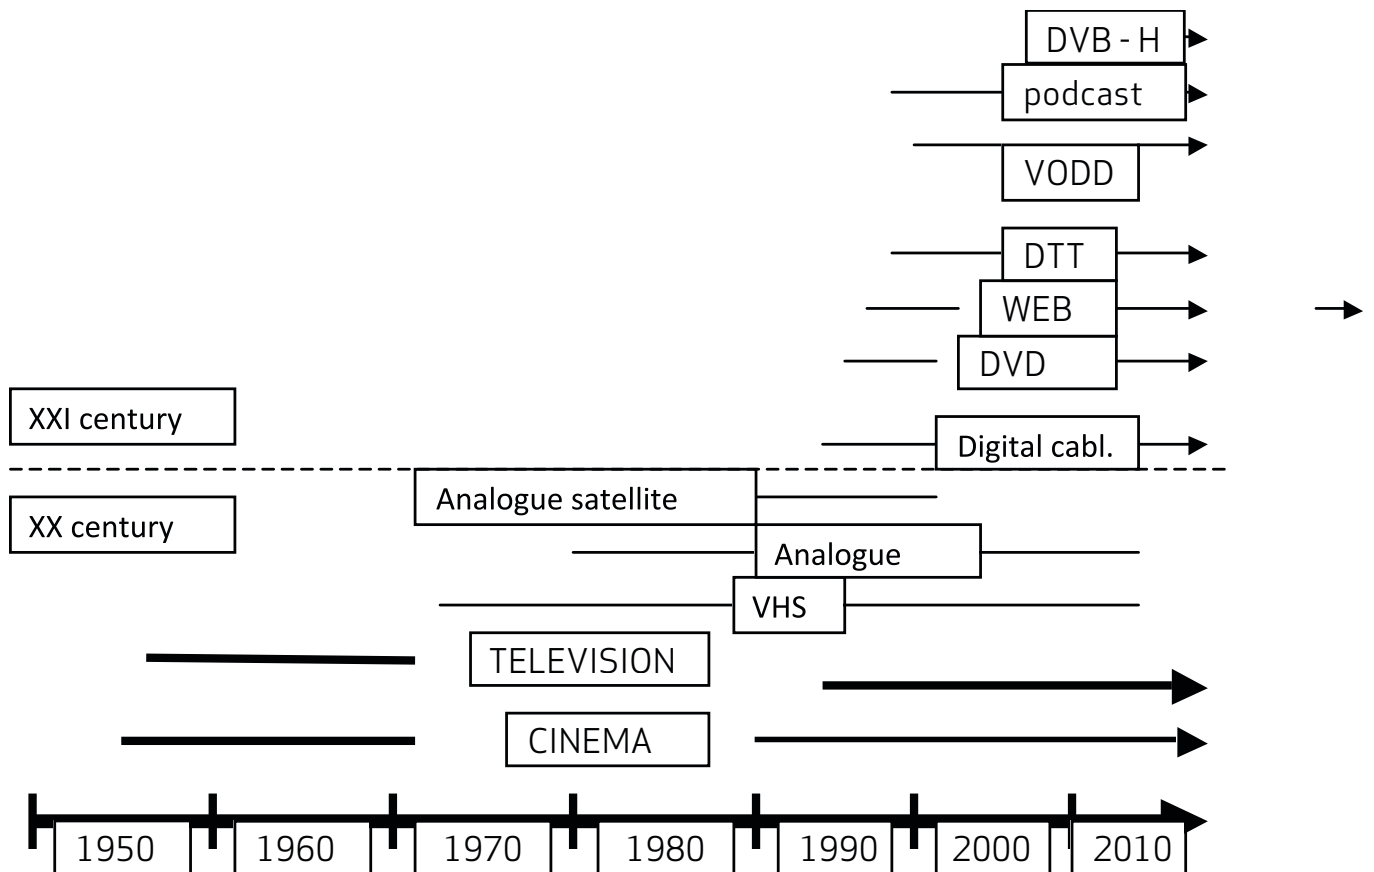 DVB - H
podcast
VODD
DTT
WEB
DVD
XXI century
Digital cabl.
Analogue satellite
XX century
Analogue
VHS
TELEVISION
CINEMA
1950 1960 1970 1980 1990 2000 2010